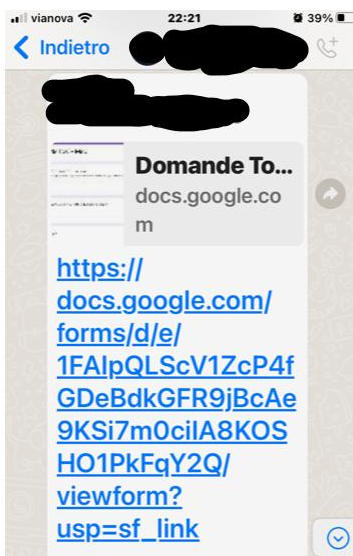 vianova 22:21 39%
Indietro
Domande To...
docs.google.co
m
https://
docs.google.com/
forms/d/e/
1FAIpQLScV1ZcP4f
GDeBdkGFR9jBcAe
9KSi7m0cilA8KOS
HO1PkFqY2Q/
viewform?
usp=sf_link